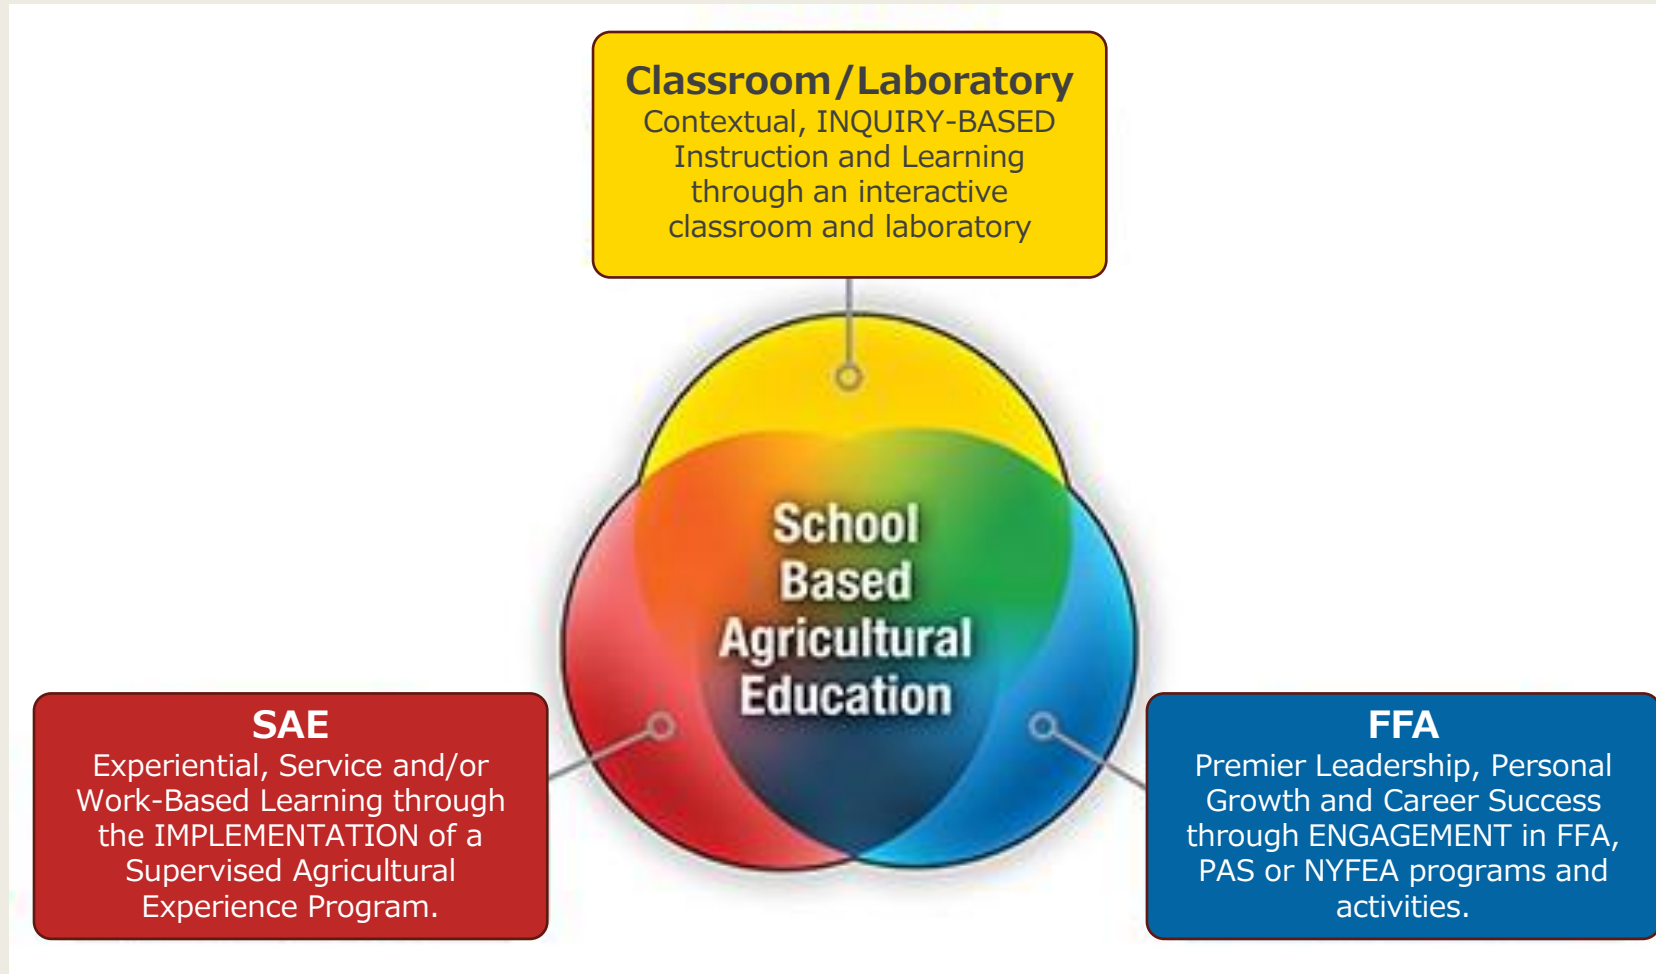 Classroom/Laboratory
Contextual, INQUIRY-BASED
Instruction and Learning
through an interactive
classroom and laboratory
School
Based
Agricultural
Education
SAE
Experiential, Service and/or
Work-Based Learning through
the IMPLEMENTATION of a
Supervised Agricultural
Experience Program.
FFA
Premier Leadership, Personal
Growth and Career Success
through ENGAGEMENT in FFA,
PAS or NYFEA programs and
activities.